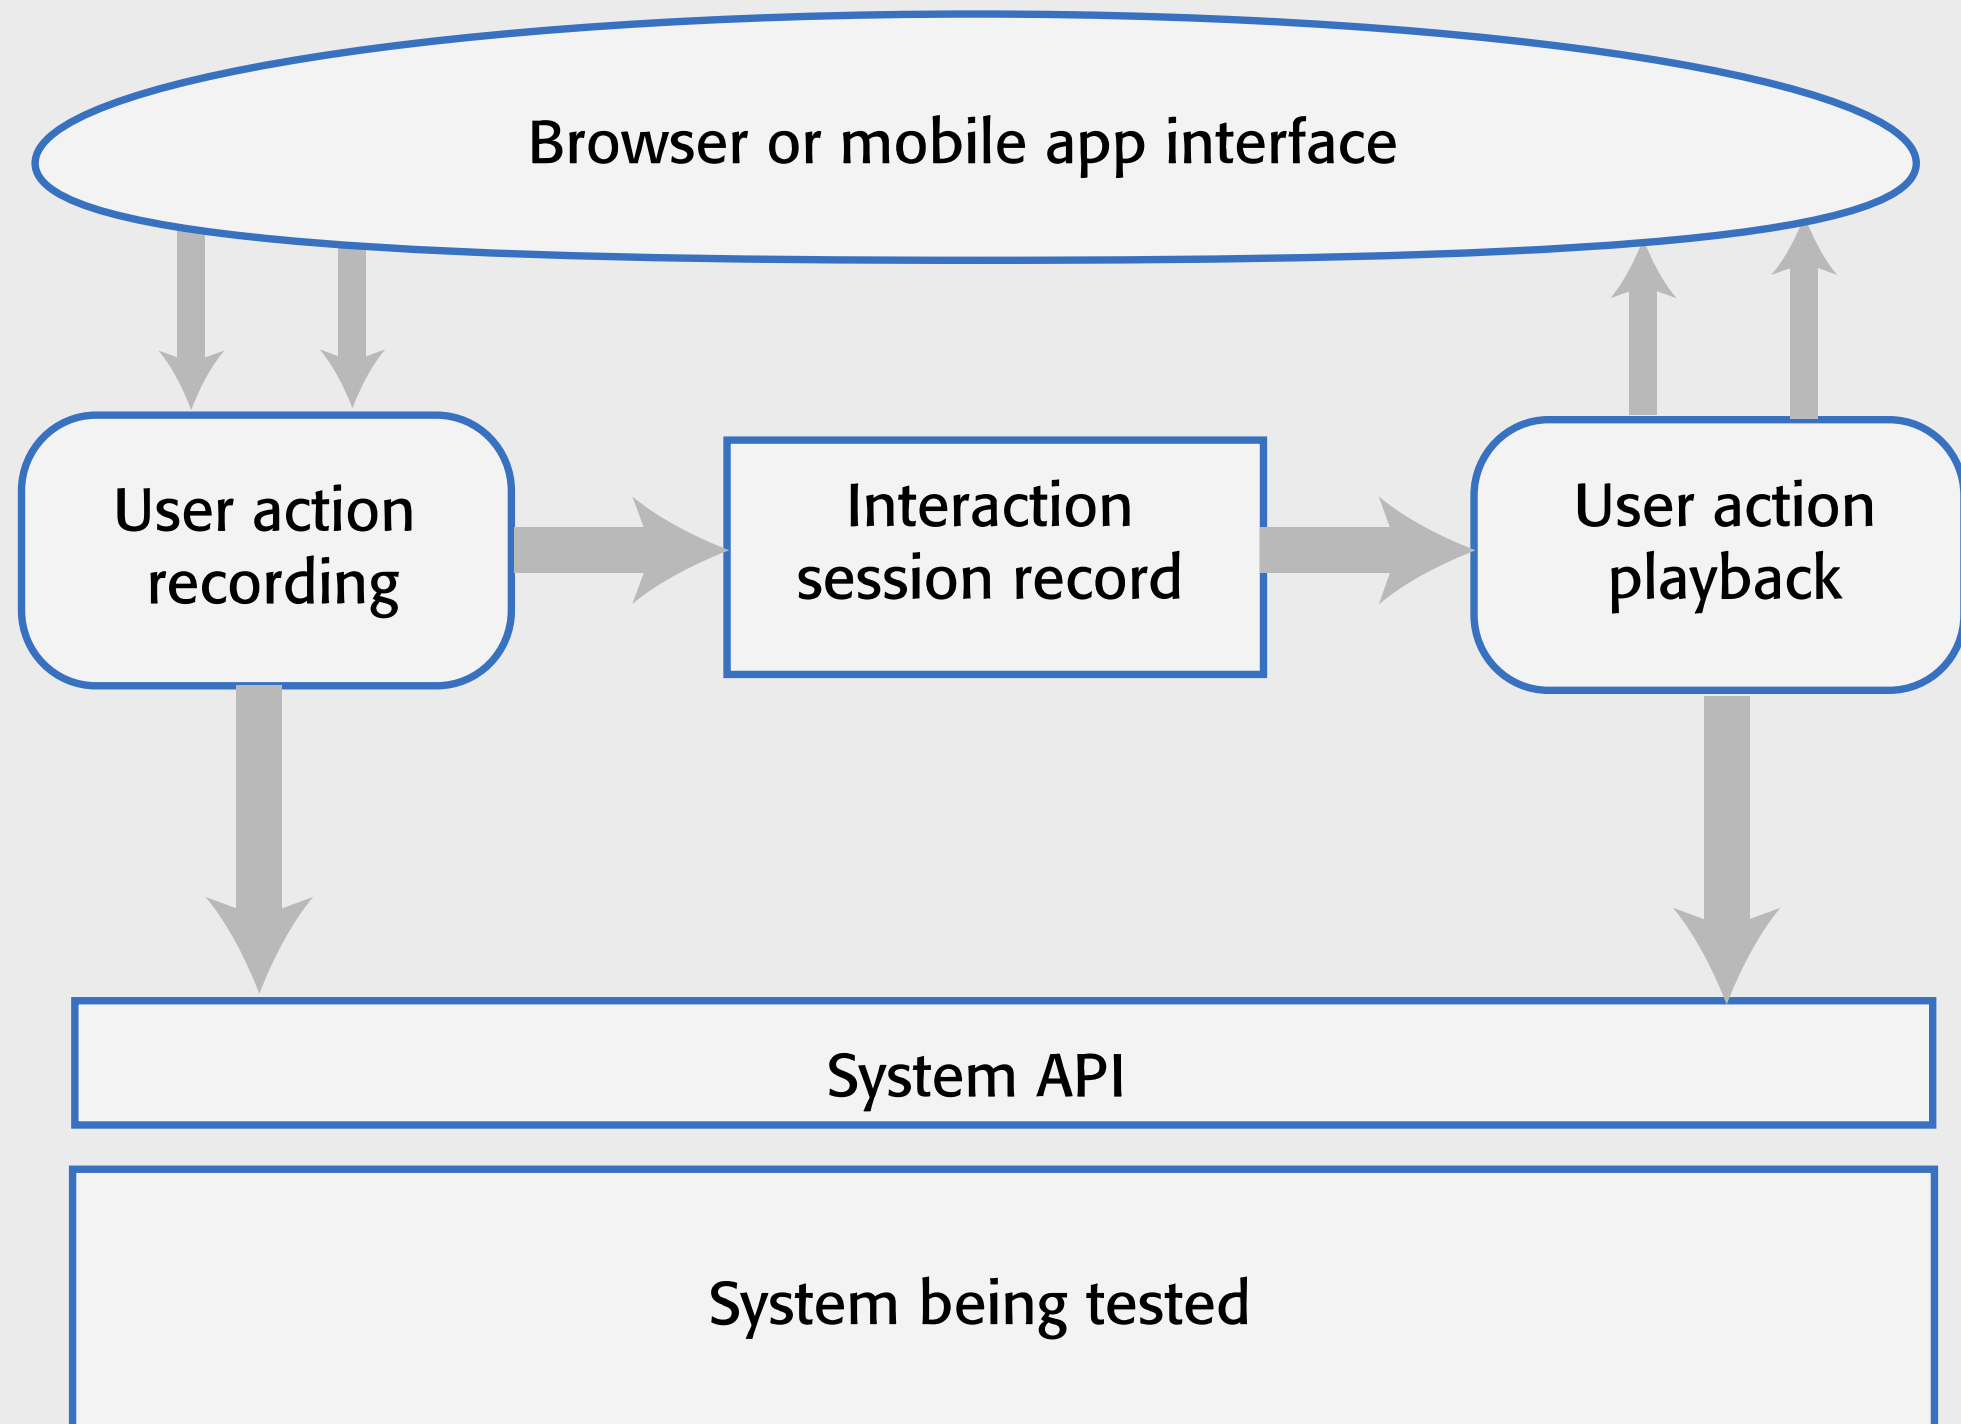 Browser or mobile app interface
User action
recording
Interaction
session record
User action
playback
System API
System being tested